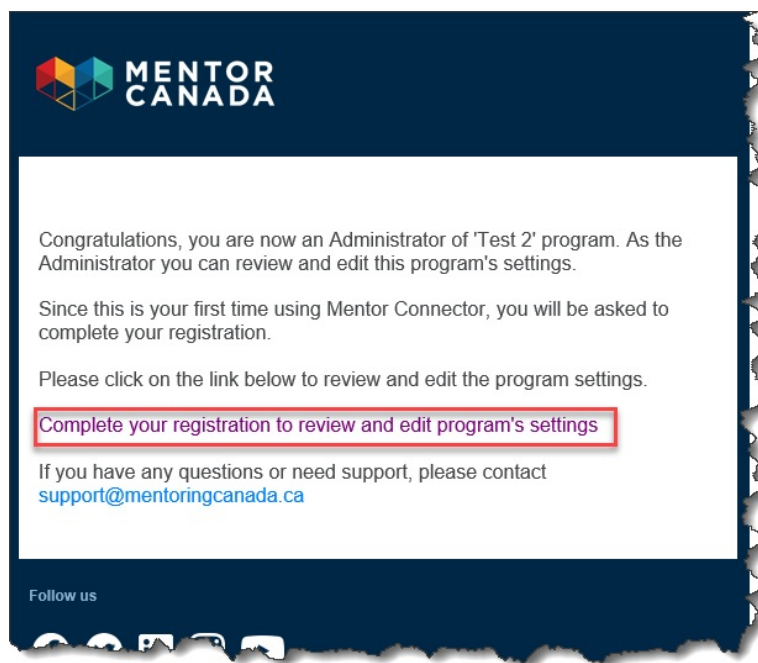 MENTOR
CANADA
Congratulations, you are now an Administrator of 'Test 2' program. As the
Administrator you can review and edit this program's settings.
Since this is your first time using Mentor Connector, you will be asked to
complete your registration.
Please click on the link below to review and edit the program settings.
Complete your registration to review and edit program's settings
If you have any questions or need support, please contact
support@mentoringcanada.ca
Follow us